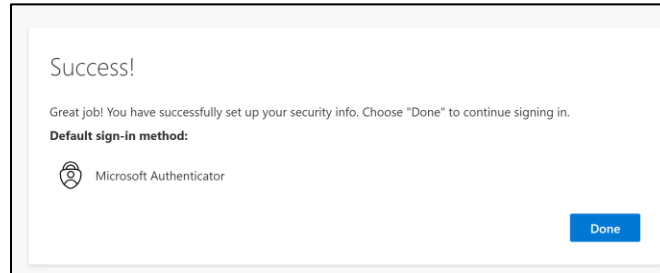 Success!
Great job! You have successfully set up your security info. Choose "Done" to continue signing in.
Default sign-in method:
Microsoft Authenticator
Done